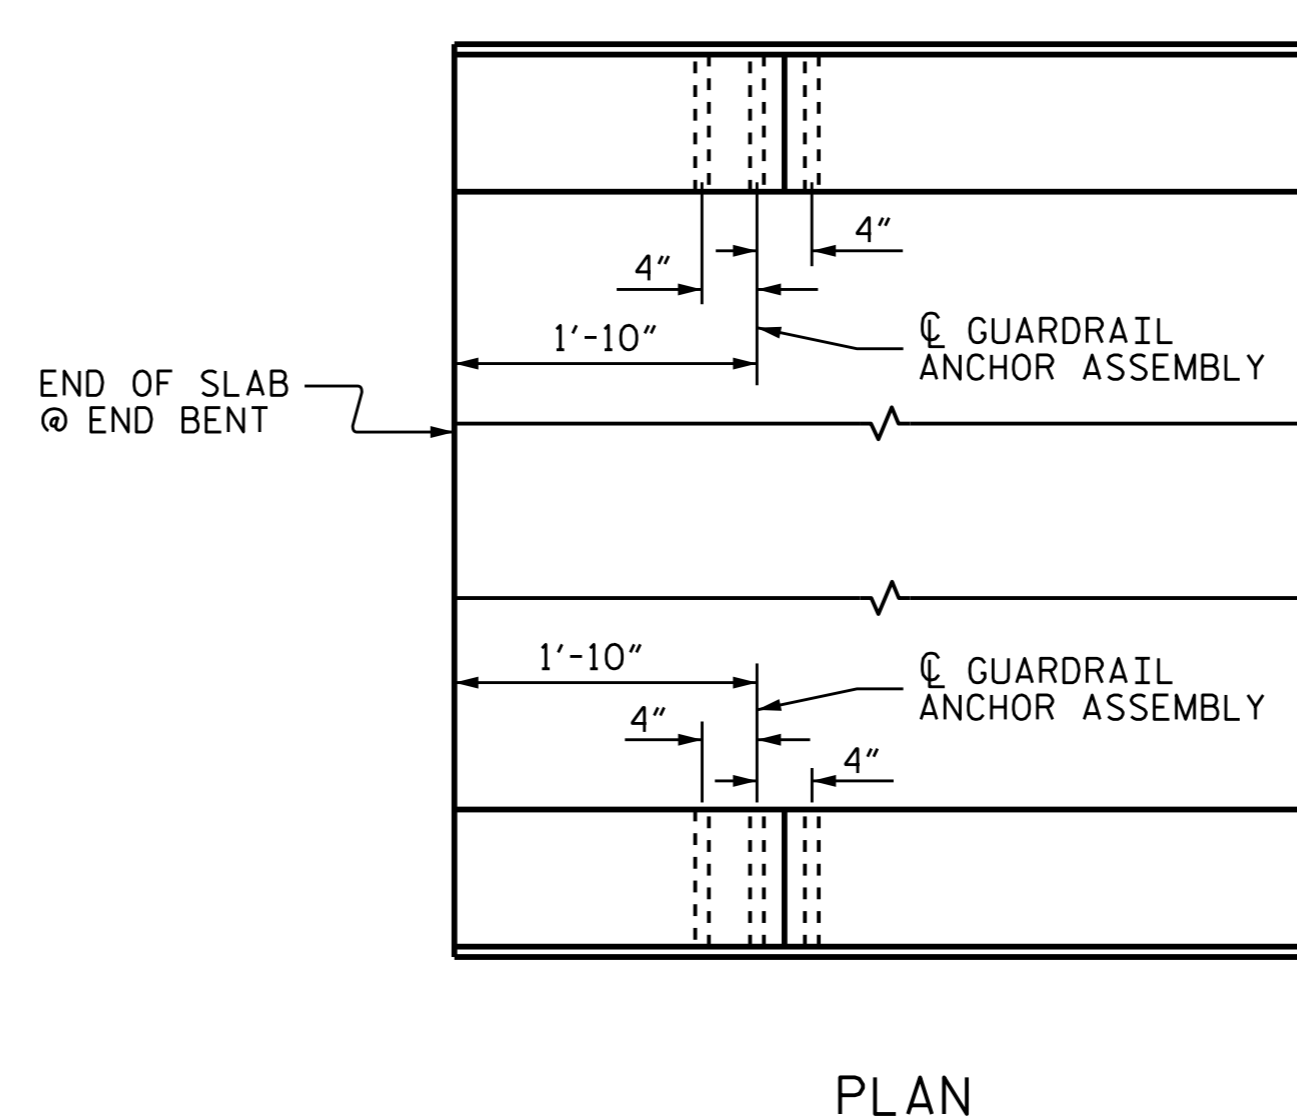 4″
4″
1′-10″
℄ GUARDRAIL
ANCHOR ASSEMBLY
END OF SLAB
@ END BENT
1′-10″
℄ GUARDRAIL
ANCHOR ASSEMBLY
4″
4″
PLAN